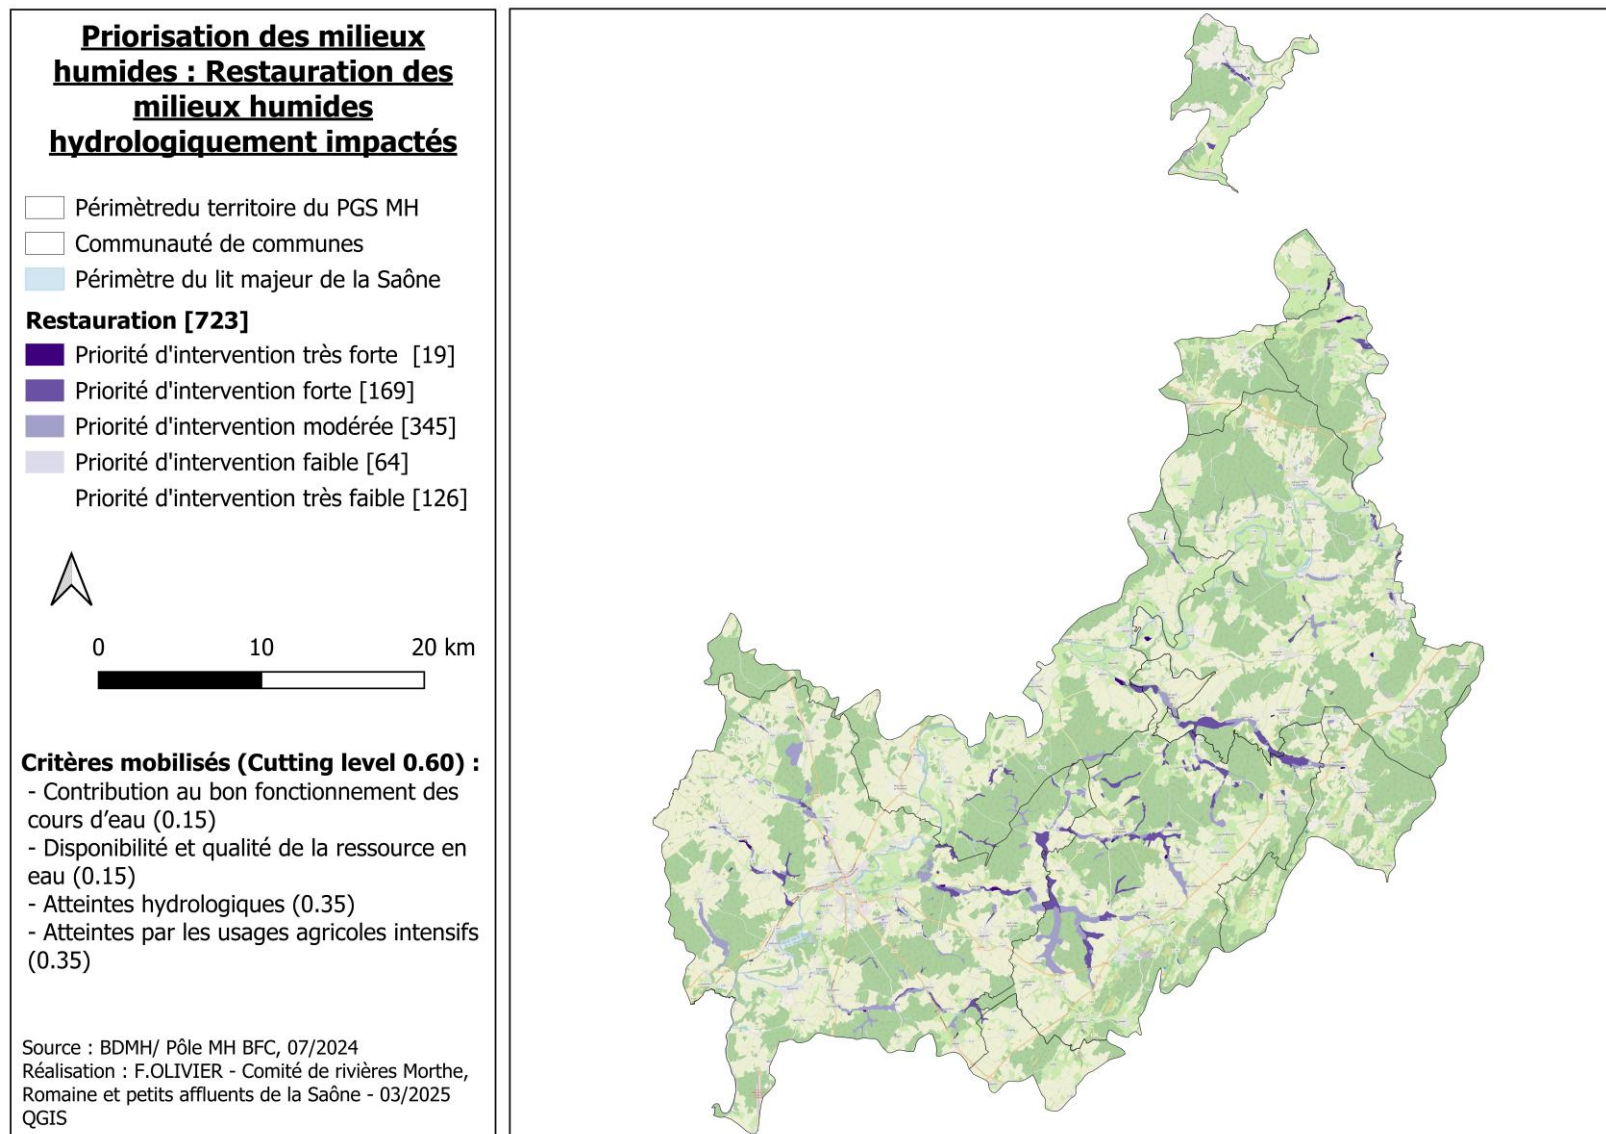 Priorisation des milieux
humides : Restauration des
milieux humides
hydrologiquement impactés
Périmètredu territoire du PGS MH
Communauté de communes
Périmètre du lit majeur de la Saône
Restauration [723]
Priorité d'intervention très forte [19]
Priorité d'intervention forte [169]
Priorité d'intervention modérée [345]
Priorité d'intervention faible [64]
Priorité d'intervention très faible [126]
0 10 20 km
Critères mobilisés (Cutting level 0.60) :
- Contribution au bon fonctionnement des
cours d'eau (0.15)
- Disponibilité et qualité de la ressource en
eau (0.15)
- Atteintes hydrologiques (0.35)
- Atteintes par les usages agricoles intensifs
(0.35)
Source : BDMH/ Pôle MH BFC, 07/2024
Réalisation : F.OLIVIER - Comité de rivières Morthe,
Romaine et petits affluents de la Saône - 03/2025
QGIS